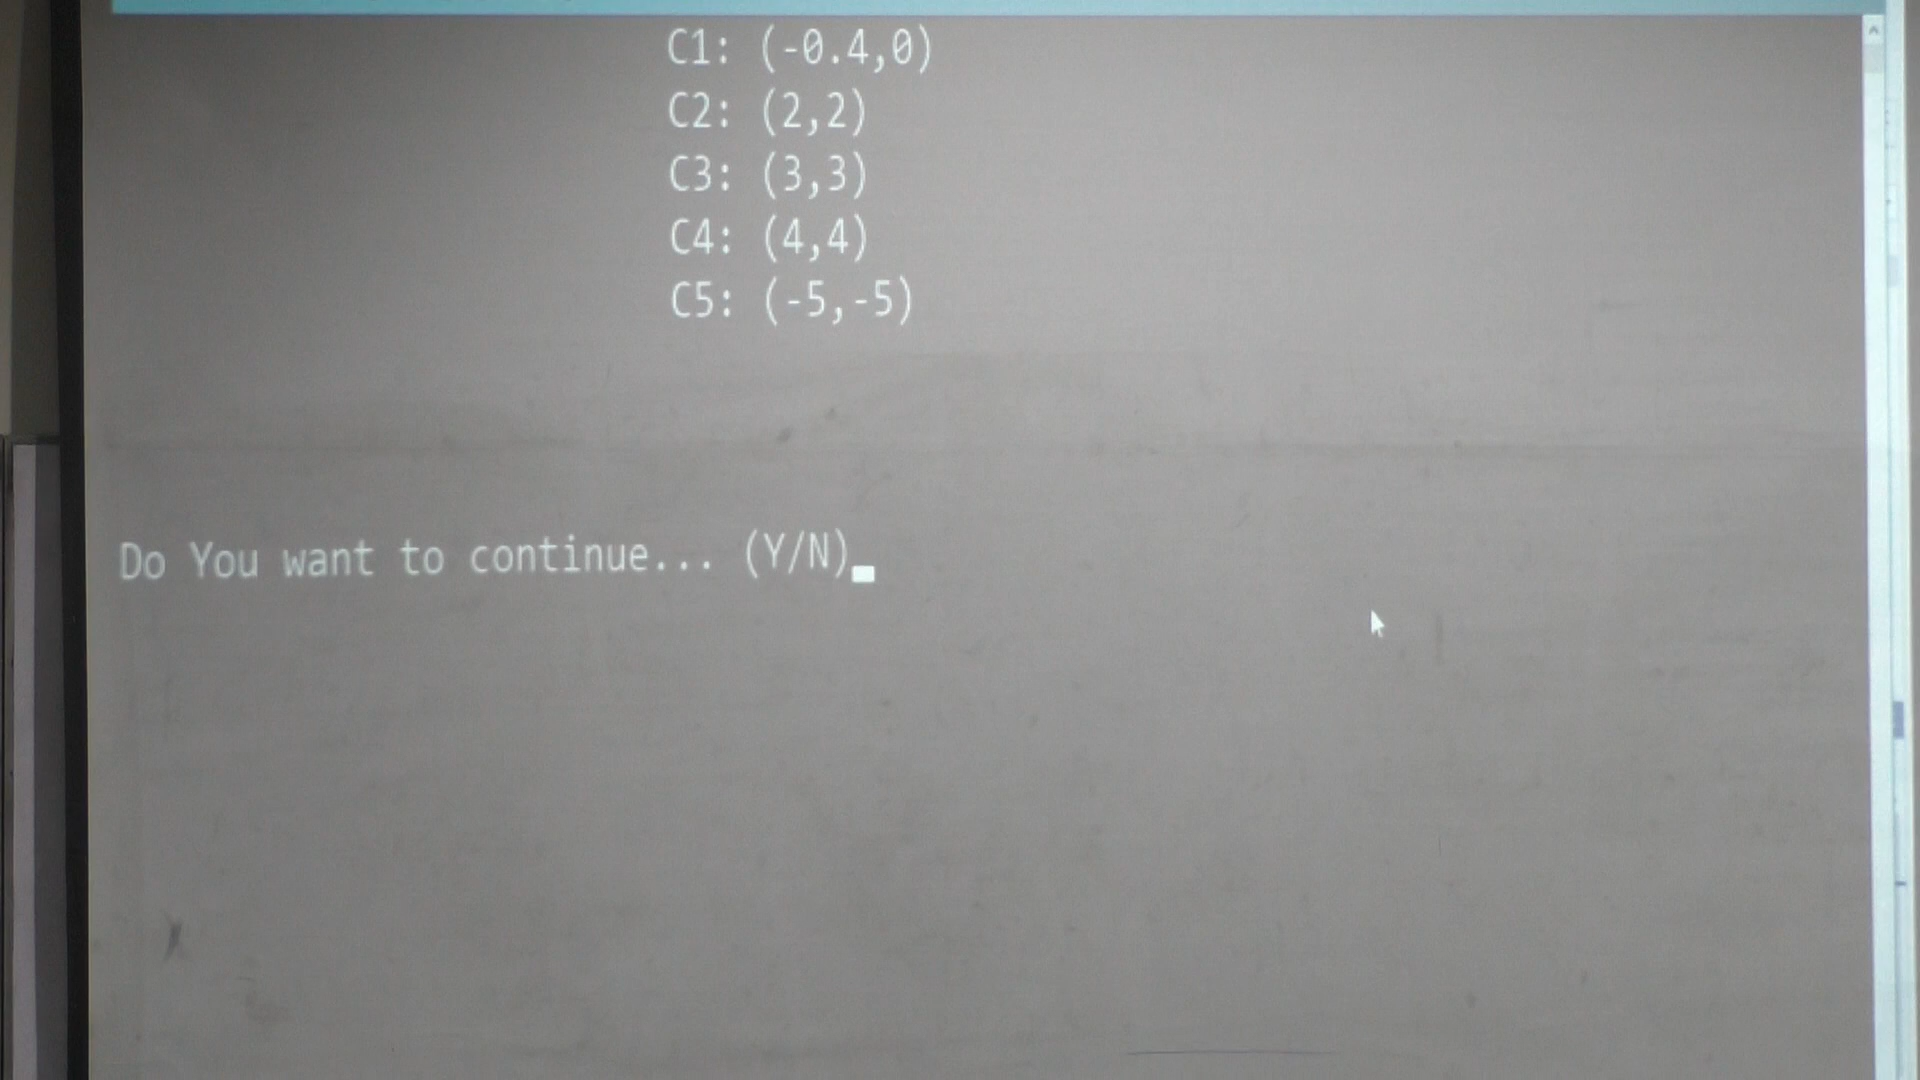 C1: (-0.4,0)
C2: (2,2)
C3: (3,3)
C4: (4,4)
C5: (-5,-5)
Do You want to continue... (Y/N)